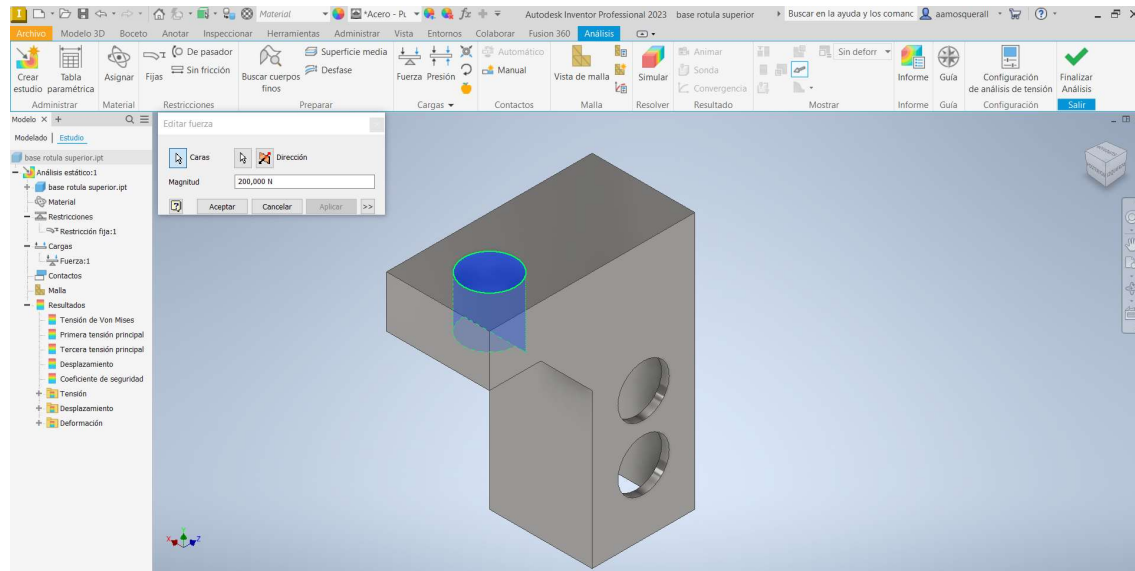 Material
*Acero - PL
fx
Autodesk Inventor Professional 2023 base rotula superior
Buscar en la ayuda y los comanc
aamosquerall
Archivo Modelo 3D Boceto Anotar Inspeccionar Herramientas Administrar Vista Entornos Colaborar Fusion 360 Análisis
Crear estudio
Tabla paramétrica
Asignar
Fijas
De pasador
Sin fricción
Buscar cuerpos finos
Superficie media
Desfase
Fuerza Presión
Automático
Manual
Vista de malla
Simular
Animar
Sonda
Convergencia
Sin deforr
Informe
Guía
Configuración de análisis de tensión
Finalizar Análisis
Administrar Material Restricciones Preparar Cargas Contactos Malla Resolver Resultado Mostrar Informe Guía Configuración Salir
Modelo × +
Modelado Estudio
base rotula superior.ipt
Análisis estático:1
base rotula superior.ipt
Material
Restricciones
Restricción fija:1
Cargas
Fuerza:1
Contactos
Malla
Resultados
Tensión de Von Mises
Primera tensión principal
Tercera tensión principal
Desplazamiento
Coeficiente de seguridad
Tensión
Desplazamiento
Deformación
Editar fuerza
Caras Dirección
Magnitud 200,000 N
Aceptar Cancelar Aplicar >>
X Y Z